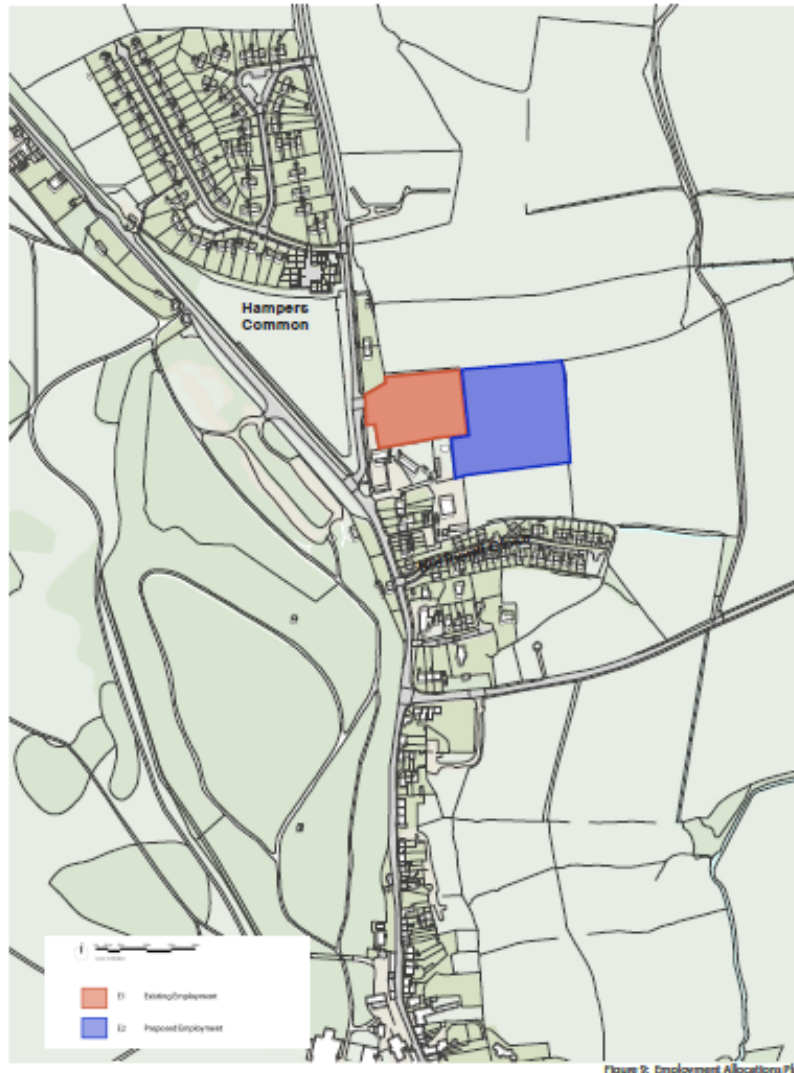 Hampers
Common
E1 Existing Employment
E2 Proposed Employment
Figure 9: Employment Allocations Pl